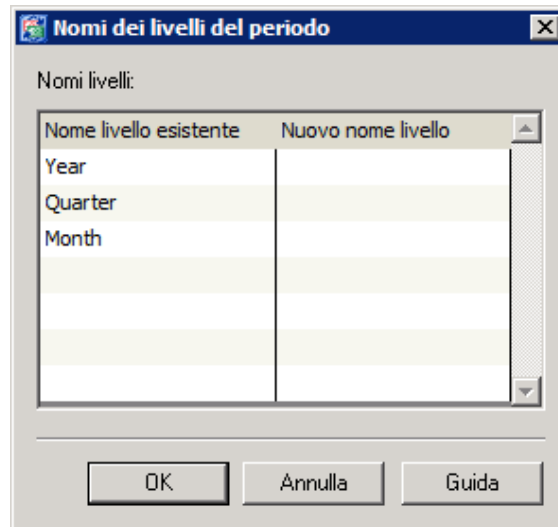 Nomi dei livelli del periodo
Nomi livelli:
Nome livello esistente Nuovo nome livello
Year
Quarter
Month
OK Annulla Guida